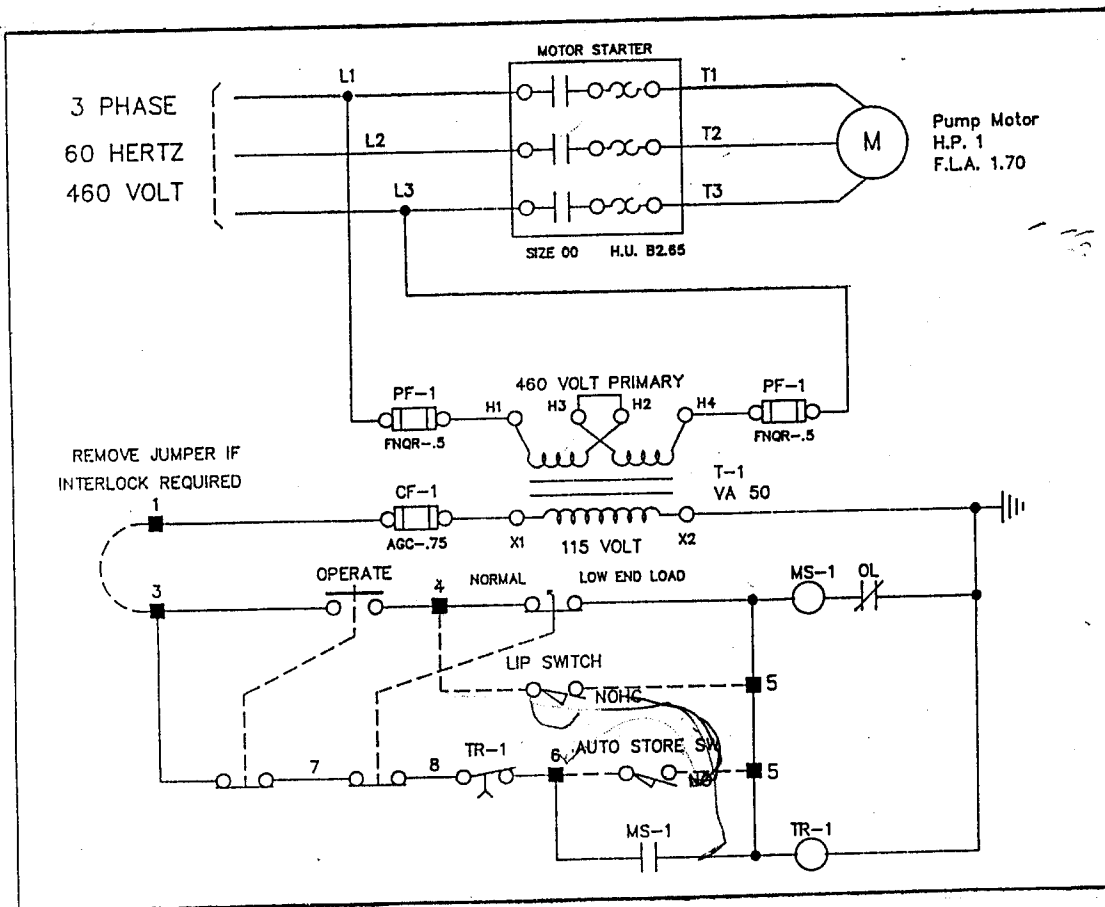 MOTOR STARTER
3 PHASE
60 HERTZ
460 VOLT
L1
L2
L3
T1
T2
T3
M
Pump Motor
H.P. 1
F.L.A. 1.70
SIZE 00
H.U. B2.65
460 VOLT PRIMARY
PF-1
FNQR-.5
H1
H3
H2
H4
PF-1
FNQR-.5
REMOVE JUMPER IF
INTERLOCK REQUIRED
1
CF-1
AGC-.75
X1
115 VOLT
X2
T-1
VA 50
3
OPERATE
4
NORMAL
LOW END LOAD
MS-1
OL
LIP SWITCH
NOHC
5
7
8
TR-1
6
AUTO STORE SW
NO
5
MS-1
TR-1